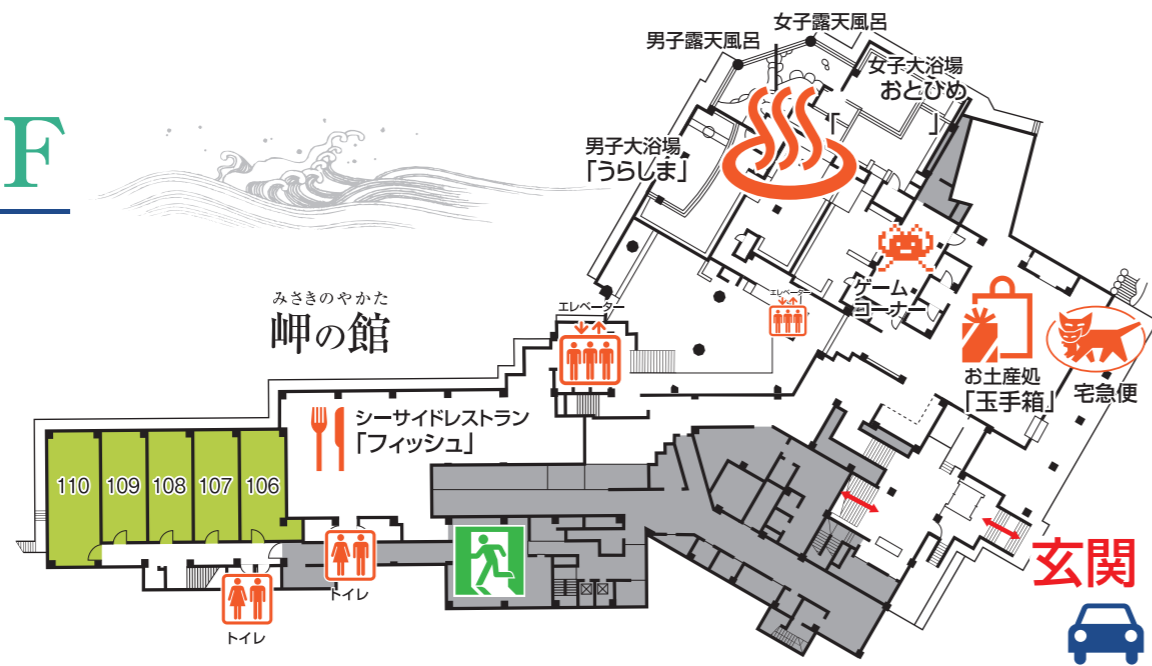 F
女子露天風呂
男子露天風呂
女子大浴場
おとひめ
「　　　　」
男子大浴場
「うらしま」
みさきのやかた
岬の館
エレベーター
エレベーター
ゲーム
コーナー
お土産処
「玉手箱」
宅急便
シーサイドレストラン
「フィッシュ」
110
109
108
107
106
トイレ
トイレ
玄関